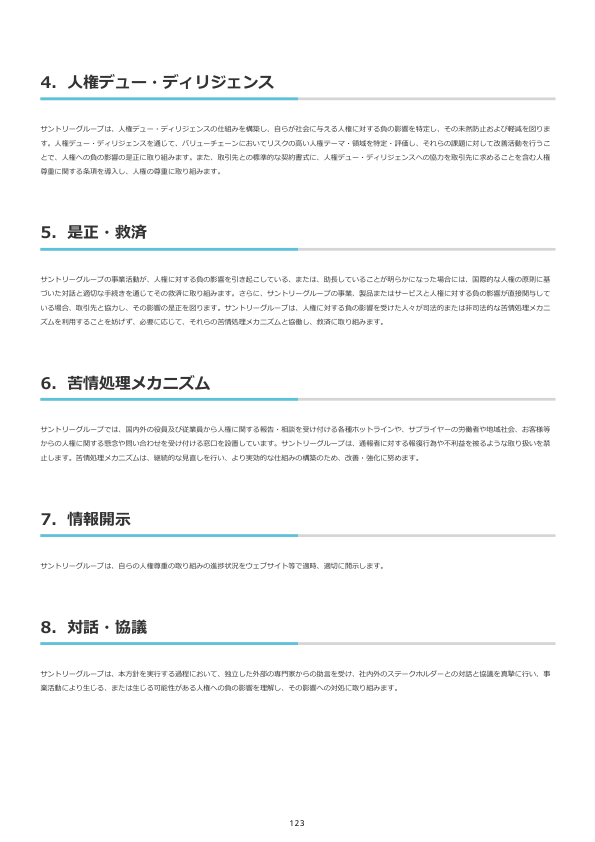 4．人権デュー・ディリジェンス
サントリーグループは、人権デュー・ディリジェンスの仕組みを構築し、自らが社会に与える人権に対する負の影響を特定し、その未然防止および軽減を図りま
す。人権デュー・ディリジェンスを通じて、バリューチェーンにおいてリスクの高い人権テーマ・領域を特定・評価し、それらの課題に対して改善活動を行うこ
とで、人権への負の影響の是正に取り組みます。また、取引先との標準的な契約書式に、人権デュー・ディリジェンスへの協力を取引先に求めることを含む人権
尊重に関する条項を導入し、人権の尊重に取り組みます。
5．是正・救済
サントリーグループの事業活動が、人権に対する負の影響を引き起こしている、または、助長していることが明らかになった場合には、国際的な人権の原則に基
づいた対話と適切な手続きを通じてその救済に取り組みます。さらに、サントリーグループの事業、製品またはサービスと人権に対する負の影響が直接関与して
いる場合、取引先と協力し、その影響の是正を図ります。サントリーグループは、人権に対する負の影響を受けた人々が司法的または非司法的な苦情処理メカニ
ズムを利用することを妨げず、必要に応じて、それらの苦情処理メカニズムと協働し、救済に取り組みます。
6．苦情処理メカニズム
サントリーグループでは、国内外の役員及び従業員から人権に関する報告・相談を受け付ける各種ホットラインや、サプライヤーの労働者や地域社会、お客様等
からの人権に関する懸念や問い合わせを受け付ける窓口を設置しています。サントリーグループは、通報者に対する報復行為や不利益を被るような取り扱いを禁
止します。苦情処理メカニズムは、継続的な見直しを行い、より実効的な仕組みの構築のため、改善・強化に努めます。
7．情報開示
サントリーグループは、自らの人権尊重の取り組みの進捗状況をウェブサイト等で適時、適切に開示します。
8．対話・協議
サントリーグループは、本方針を実行する過程において、独立した外部の専門家からの助言を受け、社内外のステークホルダーとの対話と協議を真摯に行い、事
業活動により生じる、または生じる可能性がある人権への負の影響を理解し、その影響への対処に取り組みます。
123